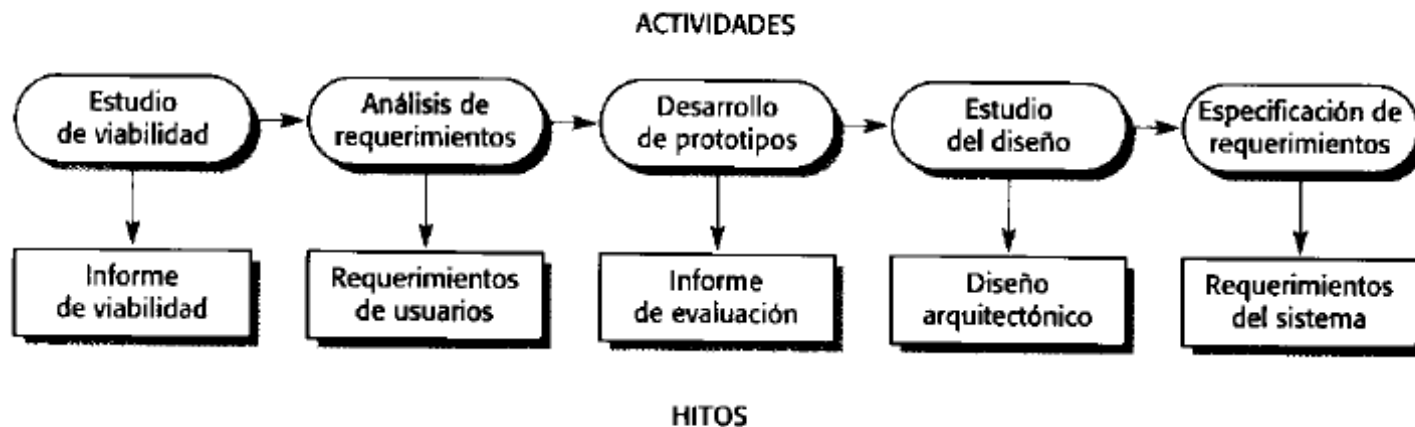 ACTIVIDADES
Estudio
de viabilidad
Análisis de
requerimientos
Desarrollo
de prototipos
Estudio
del diseño
Especificación de
requerimientos
Informe
de viabilidad
Requerimientos
de usuarios
Informe
de evaluación
Diseño
arquitectónico
Requerimientos
del sistema
HITOS